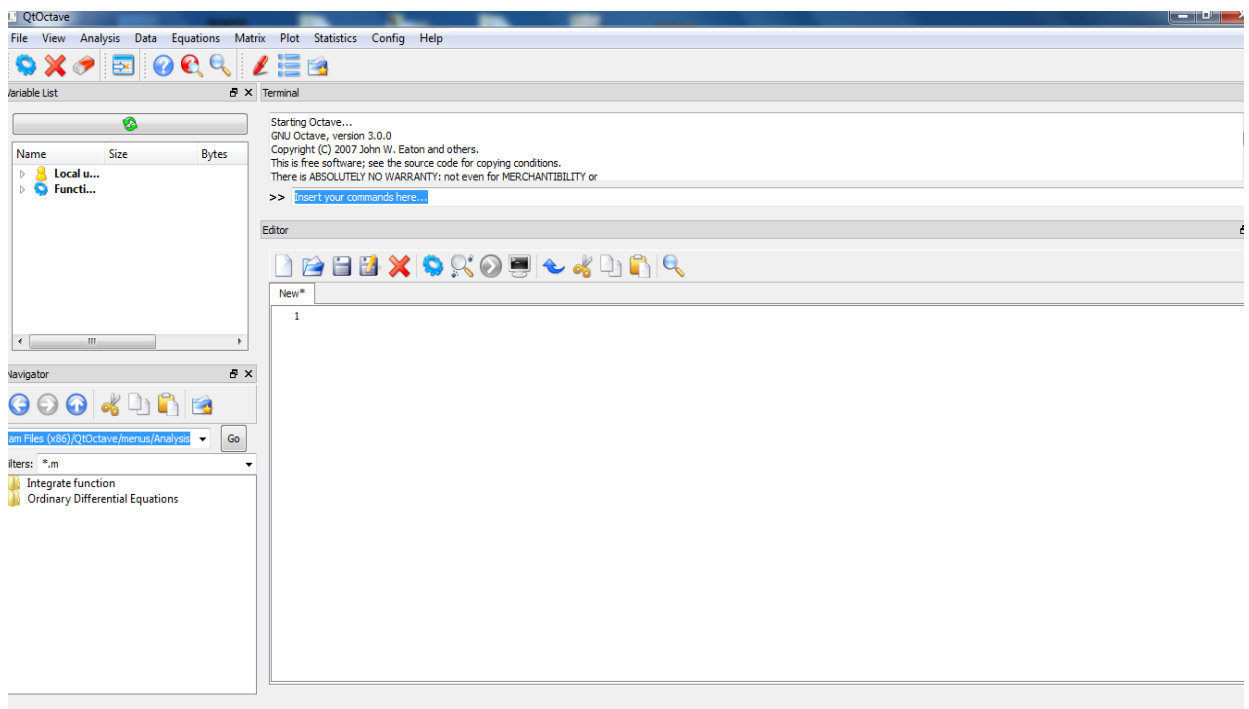 QtOctave
File View Analysis Data Equations Matrix Plot Statistics Config Help
Variable List
Name Size Bytes
Local u...
Functi...
Terminal
Starting Octave...
GNU Octave, version 3.0.0
Copyright (C) 2007 John W. Eaton and others.
This is free software; see the source code for copying conditions.
There is ABSOLUTELY NO WARRANTY; not even for MERCHANTIBILITY or
>> Insert your commands here...
Editor
New*
1
Navigator
am Files (x86)/QtOctave/menus/Analysis Go
ilters: *.m
Integrate function
Ordinary Differential Equations